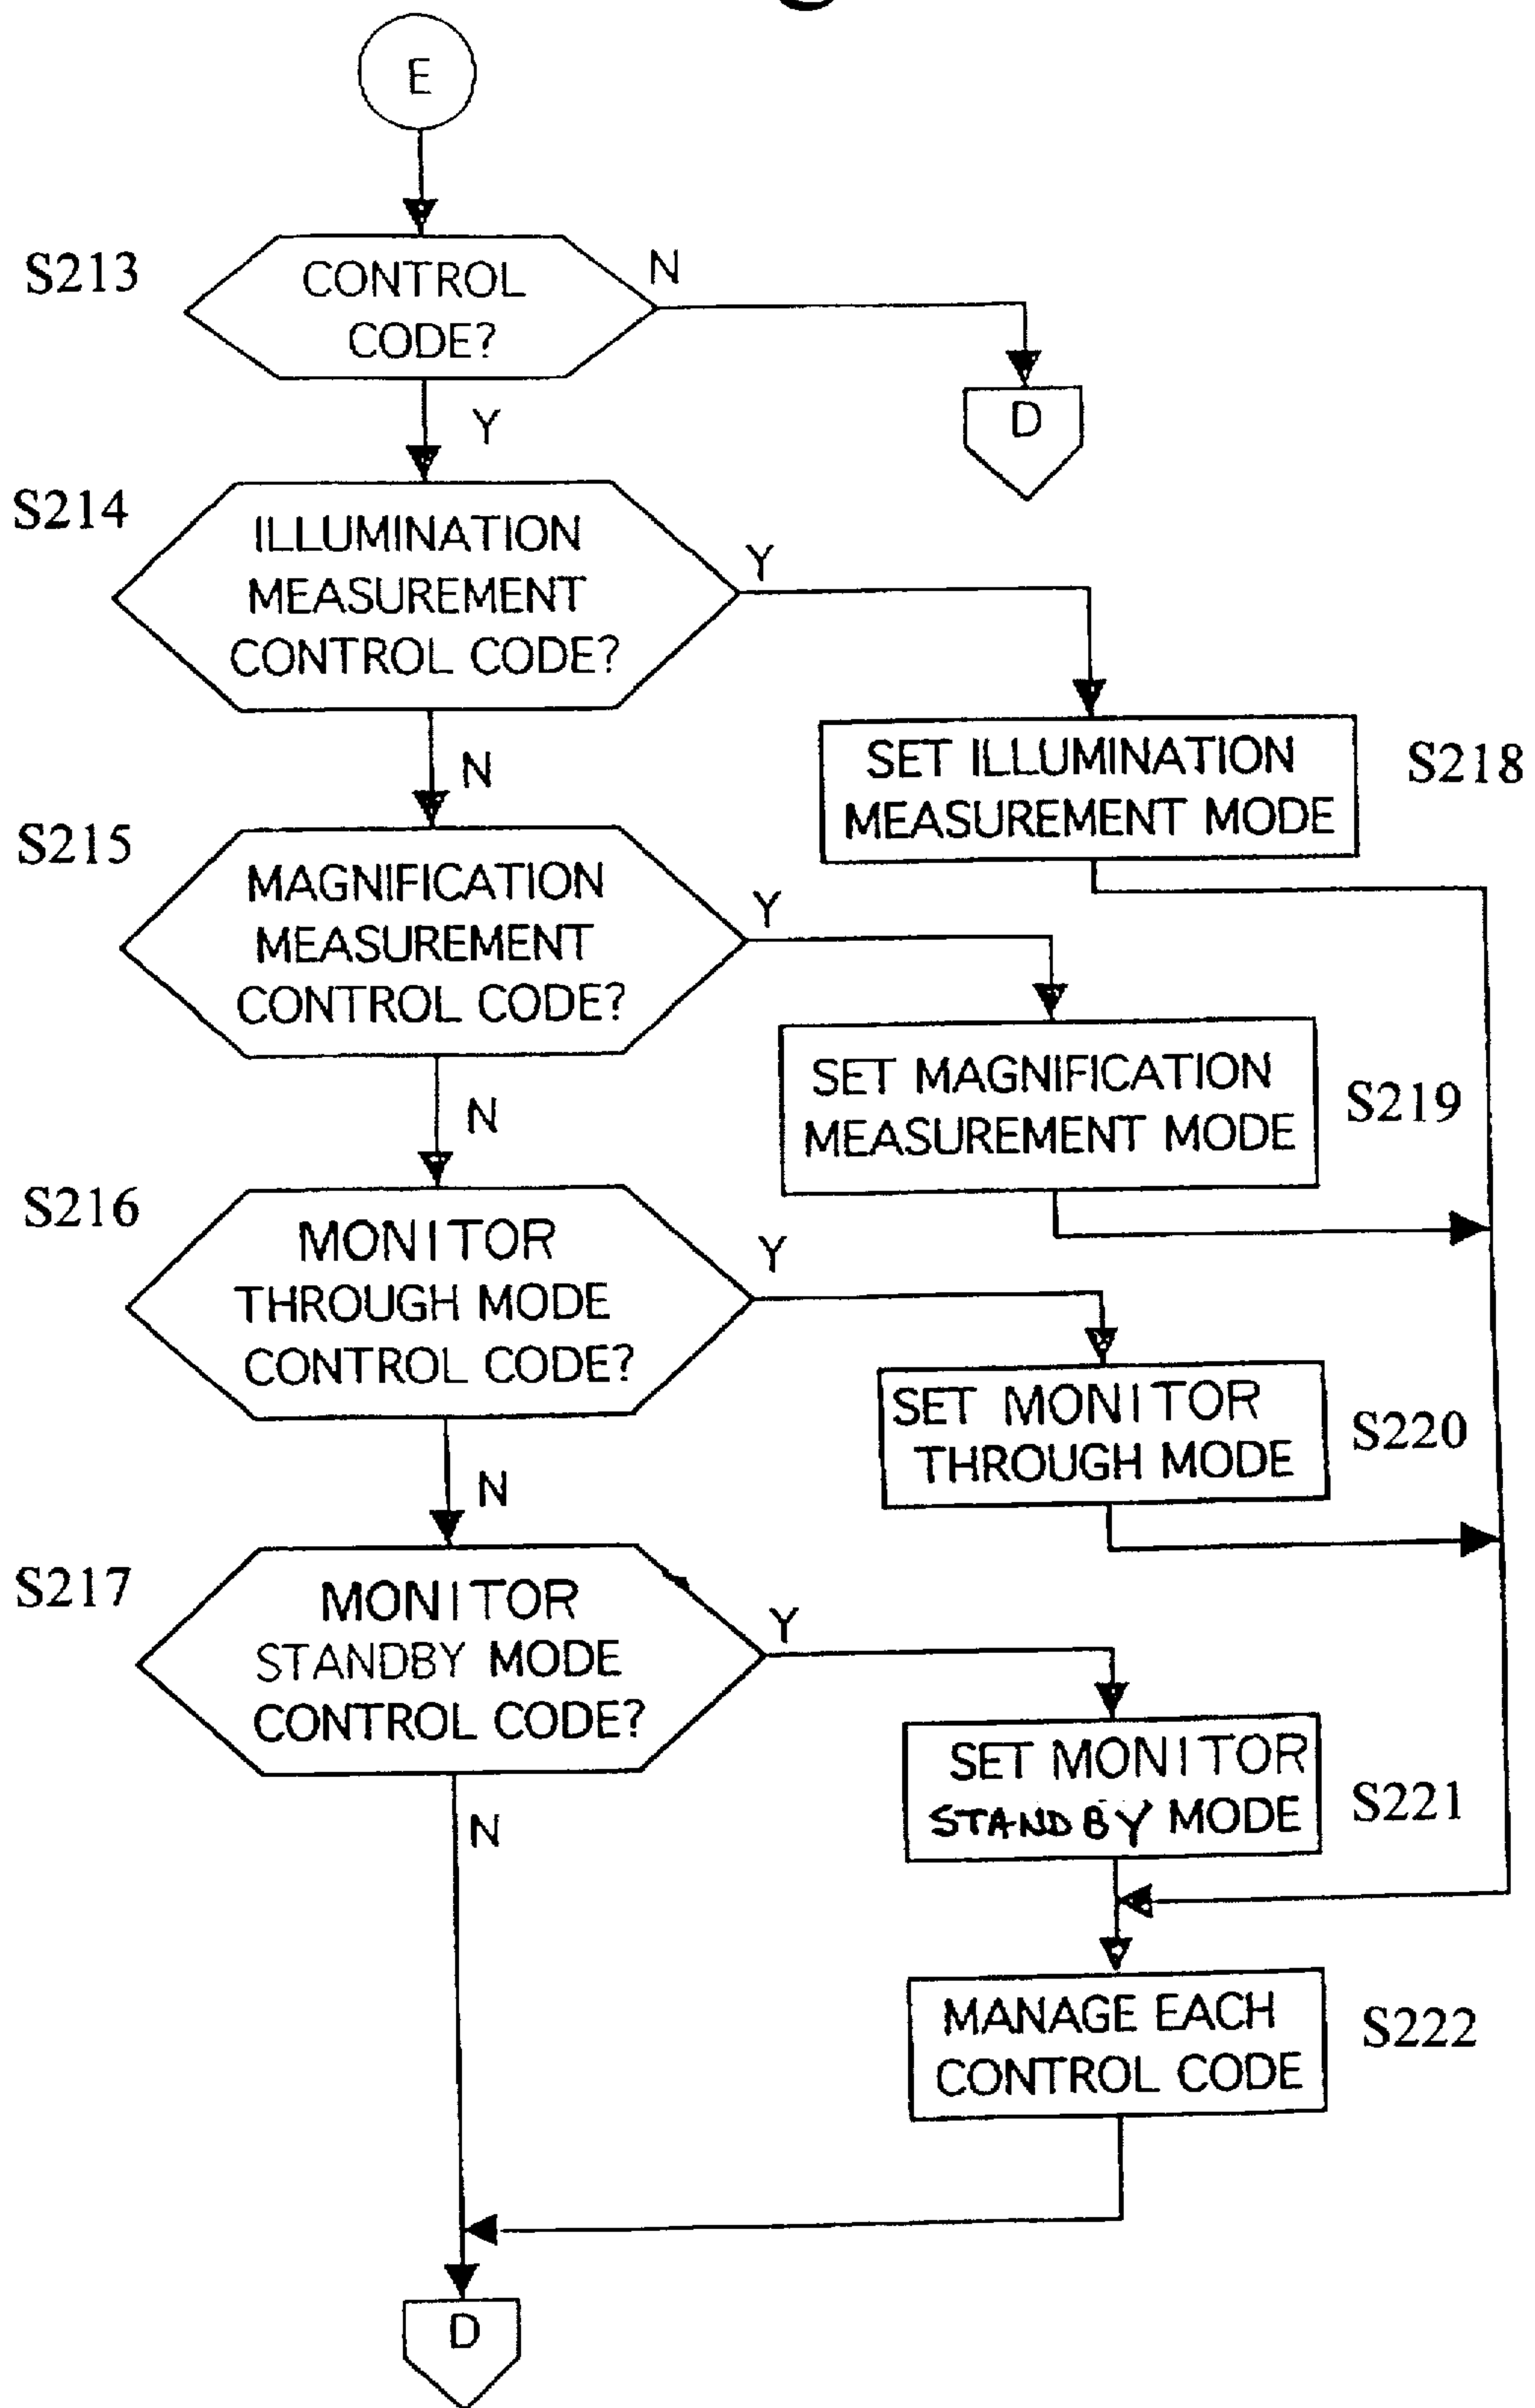 E
S213
CONTROL
CODE?
N
D
Y
S214
ILLUMINATION
MEASUREMENT
CONTROL CODE?
Y
N
SET ILLUMINATION
MEASUREMENT MODE
S218
S215
MAGNIFICATION
MEASUREMENT
CONTROL CODE?
Y
N
SET MAGNIFICATION
MEASUREMENT MODE
S219
S216
MONITOR
THROUGH MODE
CONTROL CODE?
Y
N
SET MONITOR
THROUGH MODE
S220
S217
MONITOR
STANDBY MODE
CONTROL CODE?
Y
N
SET MONITOR
STANDBY MODE
S221
MANAGE EACH
CONTROL CODE
S222
D